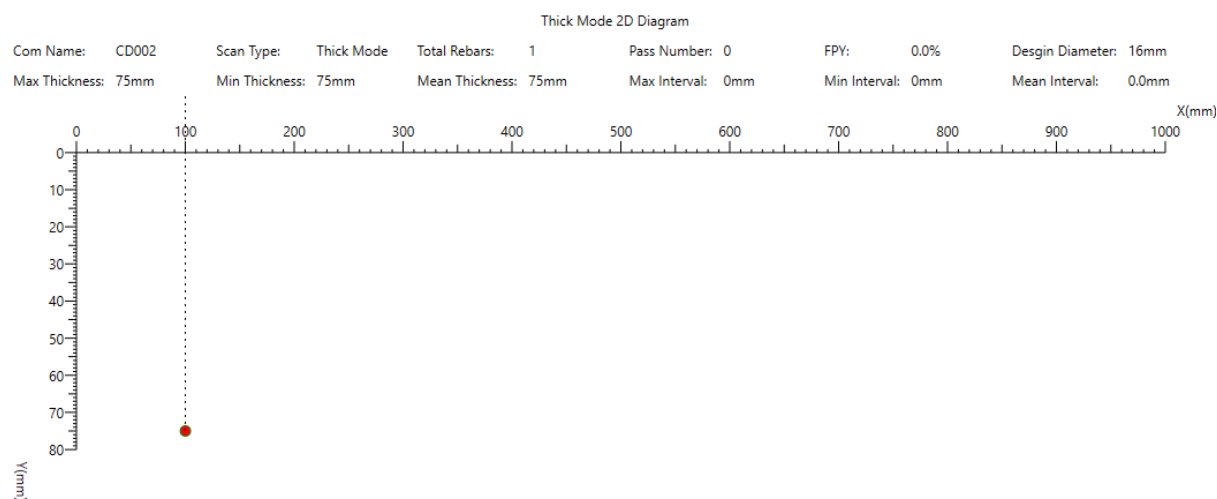 Thick Mode 2D Diagram
Com Name: CD002 Scan Type: Thick Mode Total Rebars: 1 Pass Number: 0 FPY: 0.0% Desgin Diameter: 16mm
Max Thickness: 75mm Min Thickness: 75mm Mean Thickness: 75mm Max Interval: 0mm Min Interval: 0mm Mean Interval: 0.0mm
X(mm)
0 100 200 300 400 500 600 700 800 900 1000
0
10
20
30
40
50
60
70
80
Y(mm)